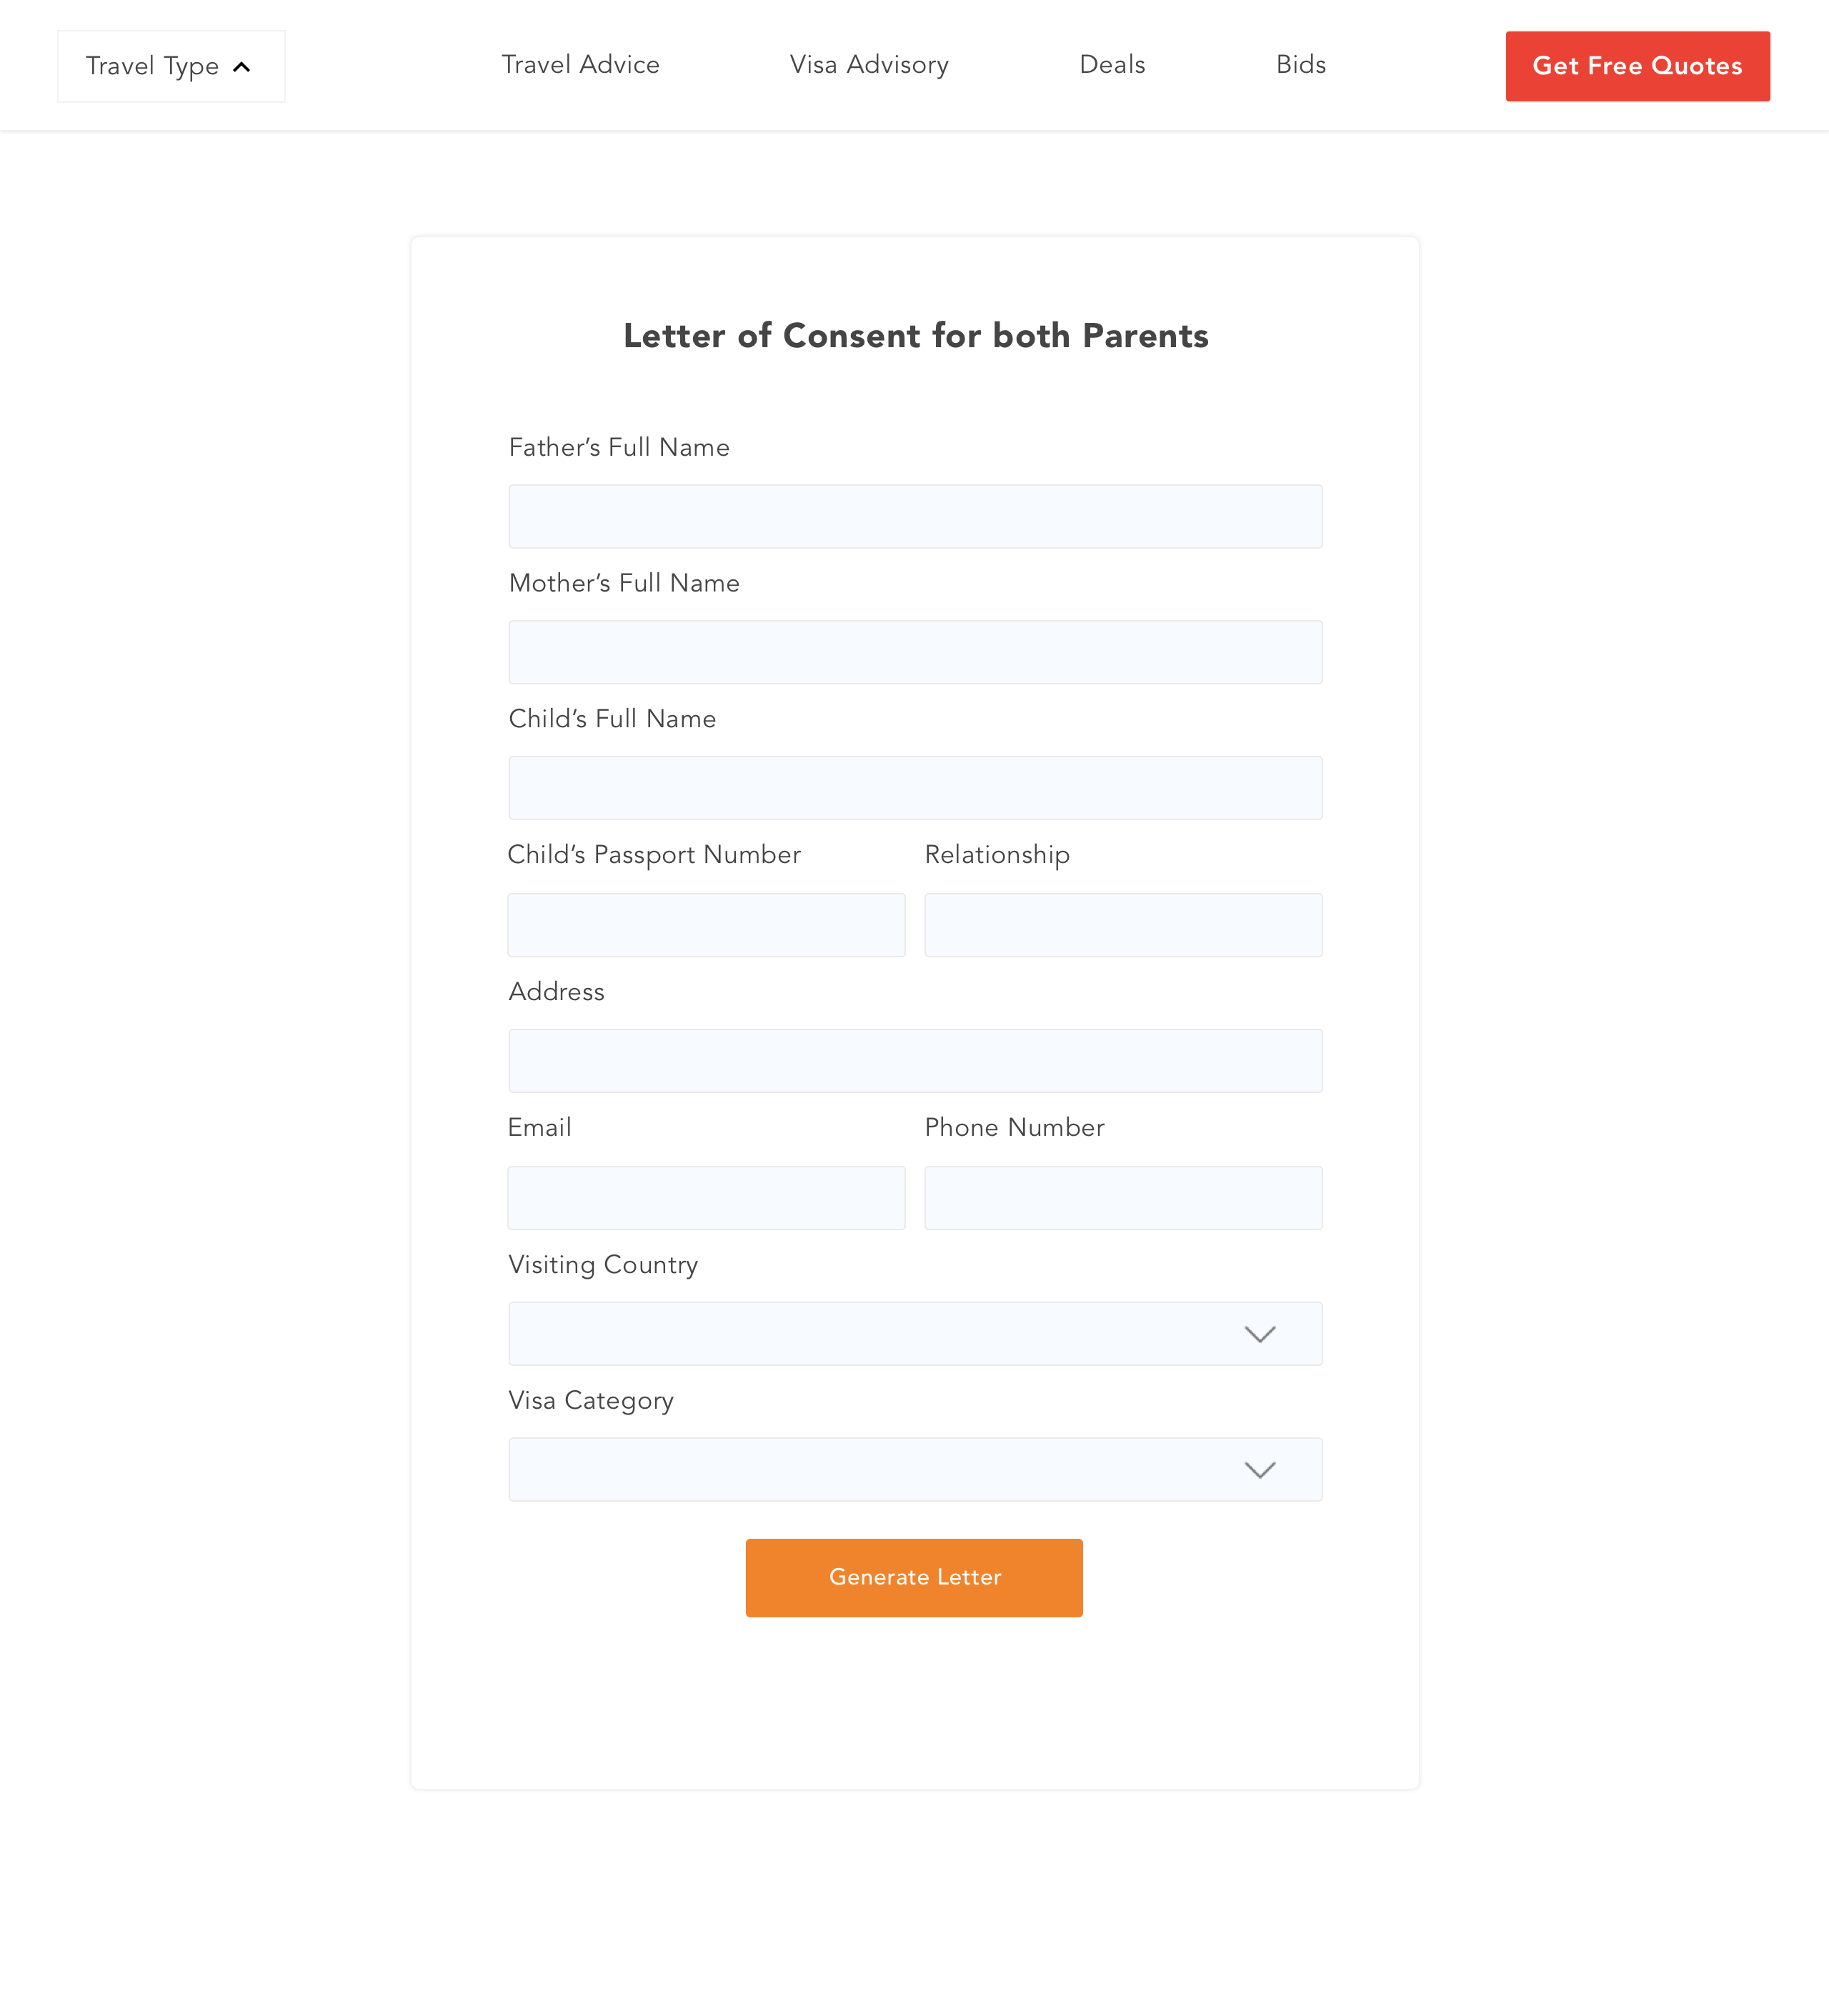 Travel Type
Travel Advice
Visa Advisory
Deals
Bids
Get Free Quotes
Letter of Consent for both Parents
Father’s Full Name
Mother’s Full Name
Child’s Full Name
Child’s Passport Number
Relationship
Address
Email
Phone Number
Visiting Country
Visa Category
Generate Letter